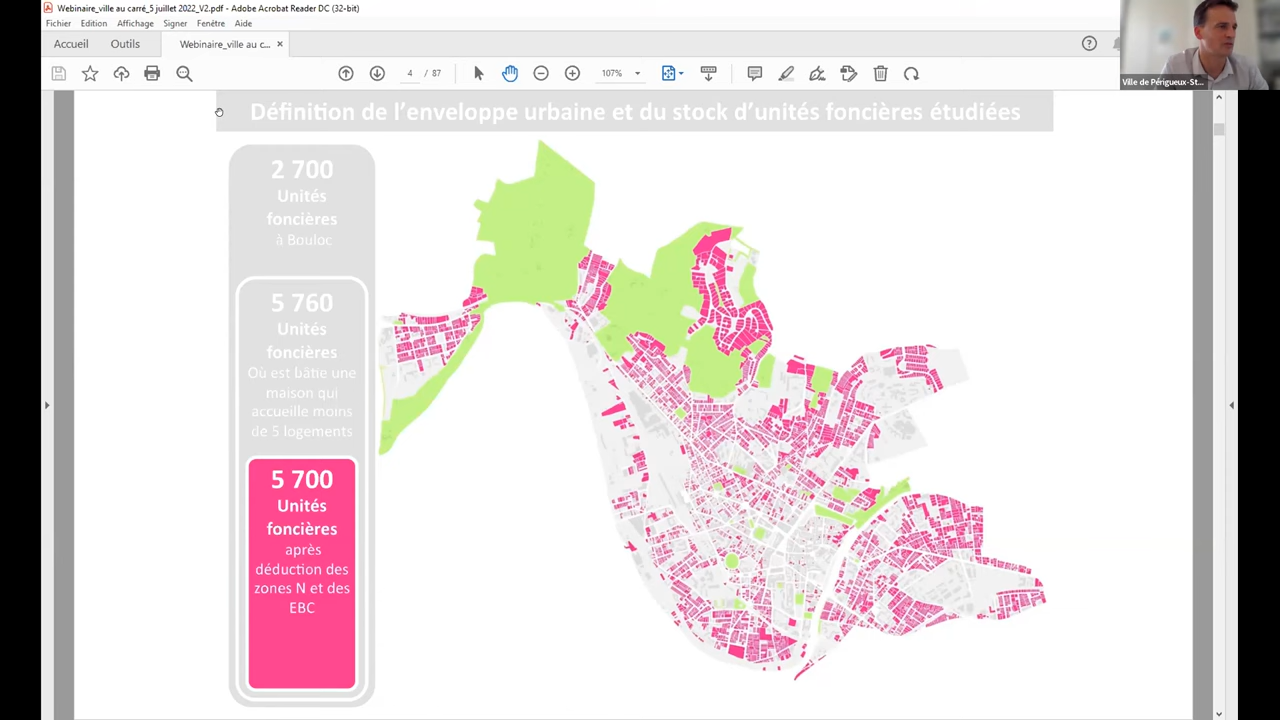 Webinaire_ville au carré_5 juillet 2022_V2.pdf - Adobe Acrobat Reader DC (32-bit)
Fichier Edition Affichage Signer Fenêtre Aide
Accueil Outils Webinaire_ville au c... ×
4 / 87 107%
Ville de Périgueux-St...
Définition de l'enveloppe urbaine et du stock d'unités foncières étudiées
2 700
Unités
foncières
à Bouloc
5 760
Unités
foncières
Où est bâtie une
maison qui
accueille moins
de 5 logements
5 700
Unités
foncières
après
déduction des
zones N et des
EBC